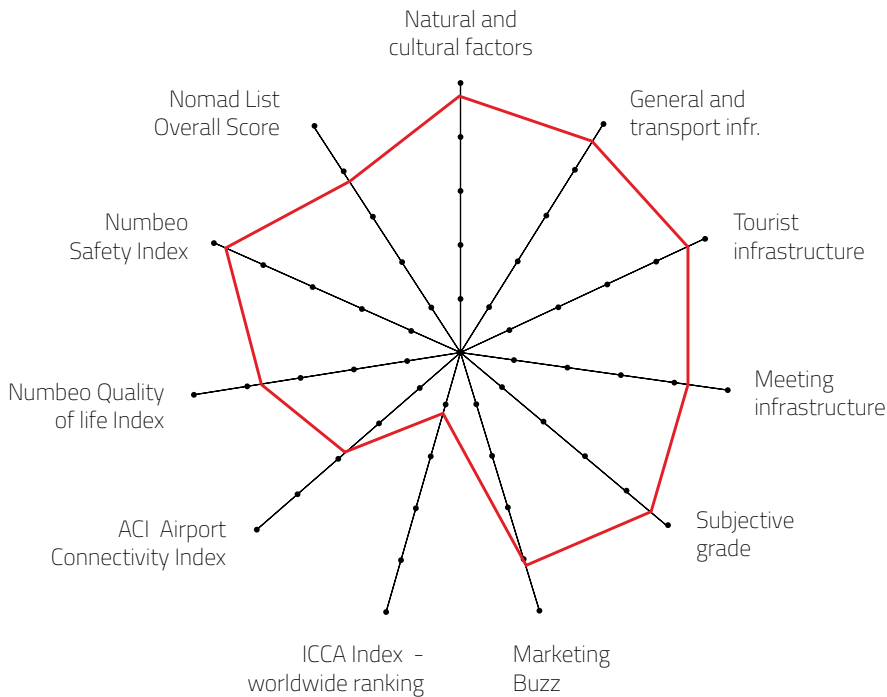 Natural and
cultural factors
General and
transport infr.
Tourist
infrastructure
Meeting
infrastructure
Subjective
grade
Marketing
Buzz
ICCA Index -
worldwide ranking
ACI Airport
Connectivity Index
Numbeo Quality
of life Index
Numbeo
Safety Index
Nomad List
Overall Score